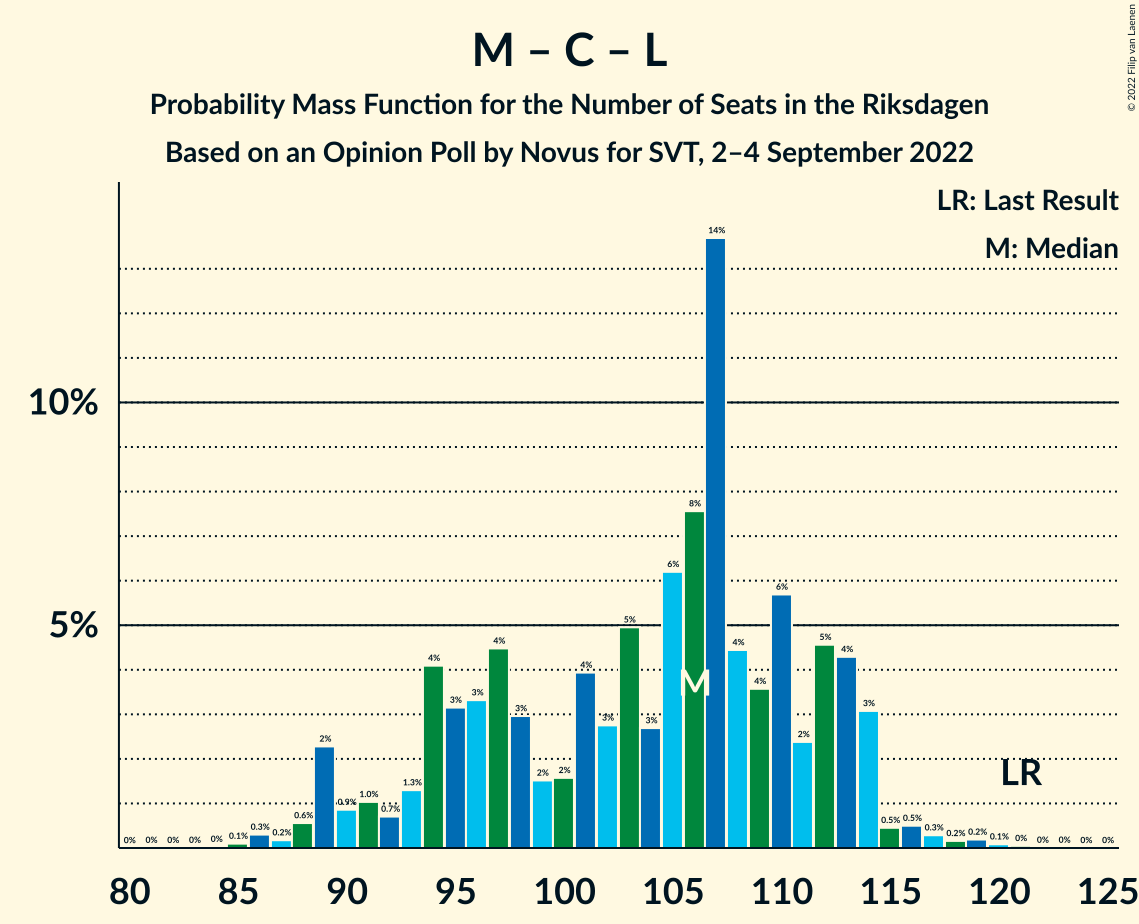 M – C – L
Probability Mass Function for the Number of Seats in the Riksdagen
Based on an Opinion Poll by Novus for SVT, 2–4 September 2022
© 2022 Filip van Laenen
LR: Last Result
M: Median
10%
5%
0% 0% 0% 0% 0% 0.1% 0.3% 0.2% 0.6% 2% 0.9% 1.0% 0.7% 1.3% 4% 3% 3% 4% 3% 2% 2% 4% 3% 5% 3% 6% 8% 14% 4% 4% 6% 2% 5% 4% 3% 0.5% 0.5% 0.3% 0.2% 0.2% 0.1% 0% 0% 0% 0% 0%
M
LR
80 85 90 95 100 105 110 115 120 125